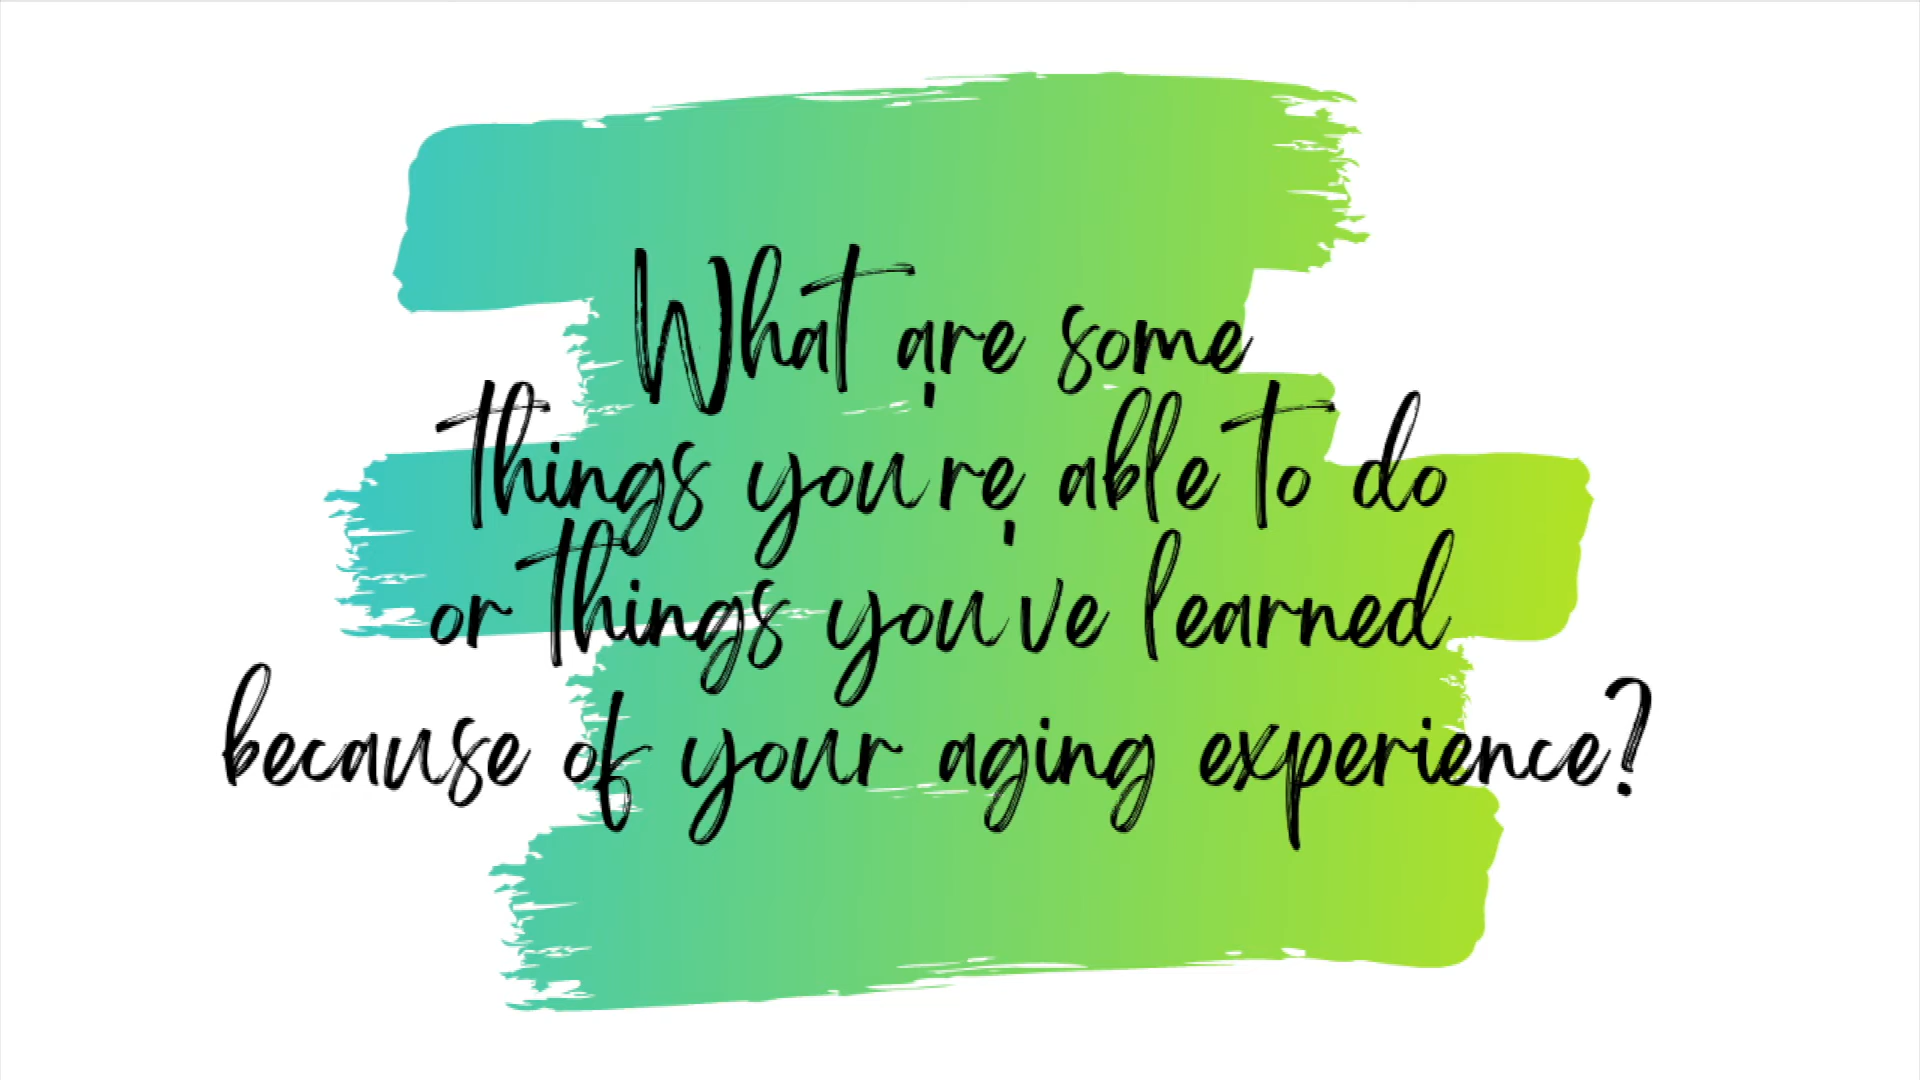 What are some
things you're able to do
or things you've learned
because of your aging experience?